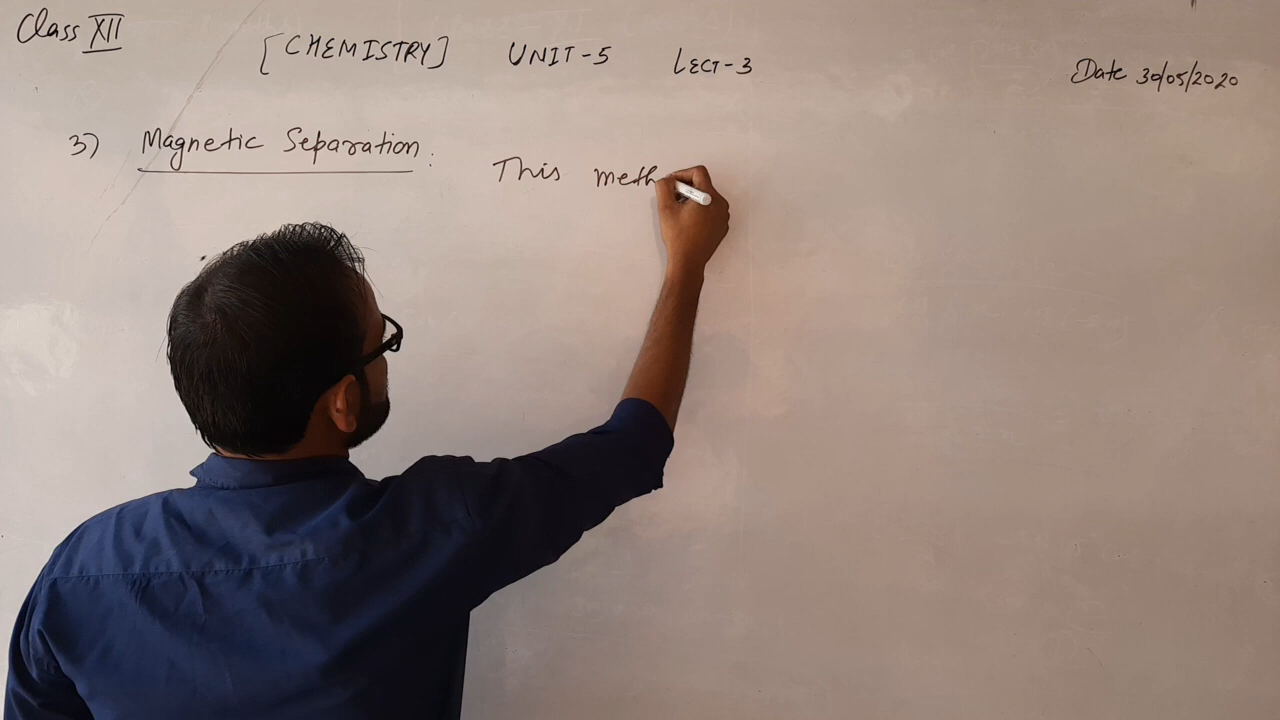 Class XII
[CHEMISTRY] UNIT-5 LECT-3
Date 30/05/2020
3) Magnetic Separation: This meth